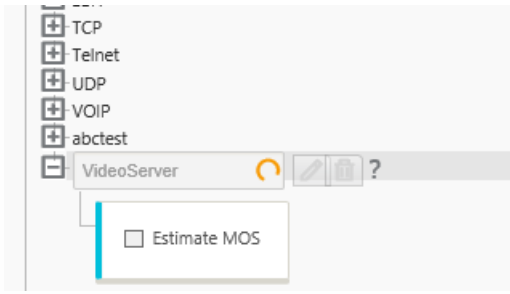 TCP
Telnet
UDP
VOIP
abctest
VideoServer ?
Estimate MOS